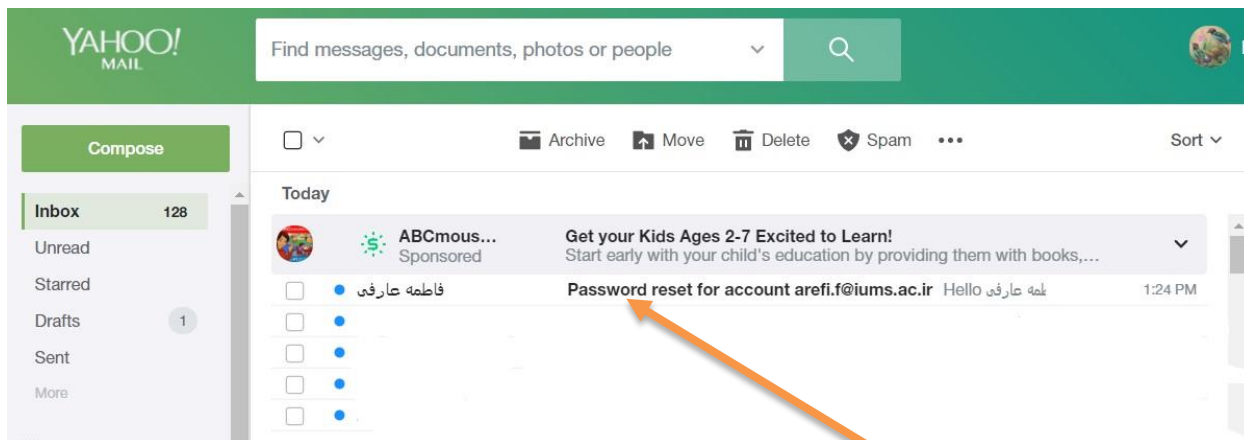 YAHOO!
MAIL
Find messages, documents, photos or people
Compose
Archive Move Delete Spam ••• Sort
Inbox 128
Unread
Starred
Drafts 1
Sent
More
Today
ABCmous... Get your Kids Ages 2-7 Excited to Learn!
Sponsored Start early with your child's education by providing them with books,...
فاطمه عارفی Password reset for account arefi.f@iums.ac.ir Hello طمه عارفی 1:24 PM